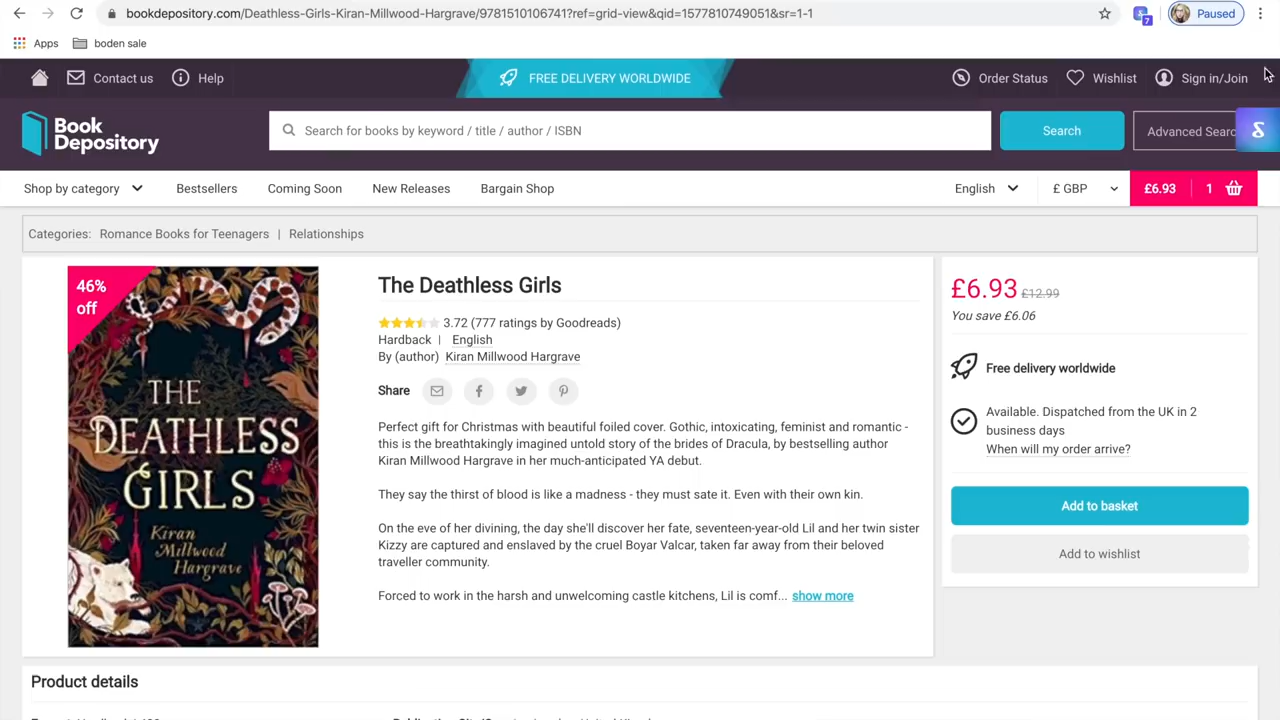 bookdepository.com/Deathless-Girls-Kiran-Millwood-Hargrave/9781510106741?ref=grid-view&qid=1577810749051&sr=1-1
7
Paused
Apps
boden sale
Contact us
Help
FREE DELIVERY WORLDWIDE
Order Status
Wishlist
Sign in/Join
Book
Depository
Search for books by keyword / title / author / ISBN
Search
Advanced Searc
Shop by category
Bestsellers
Coming Soon
New Releases
Bargain Shop
English
£ GBP
£6.93
1
Categories: Romance Books for Teenagers | Relationships
46%
off
THE
DEATHLESS
GIRLS
Kiran
Millwood
Hargrave
The Deathless Girls
3.72 (777 ratings by Goodreads)
Hardback | English
By (author) Kiran Millwood Hargrave
Share
Perfect gift for Christmas with beautiful foiled cover. Gothic, intoxicating, feminist and romantic -
this is the breathtakingly imagined untold story of the brides of Dracula, by bestselling author
Kiran Millwood Hargrave in her much-anticipated YA debut.
They say the thirst of blood is like a madness - they must sate it. Even with their own kin.
On the eve of her divining, the day she'll discover her fate, seventeen-year-old Lil and her twin sister
Kizzy are captured and enslaved by the cruel Boyar Valcar, taken far away from their beloved
traveller community.
Forced to work in the harsh and unwelcoming castle kitchens, Lil is comf... show more
£6.93 £12.99
You save £6.06
Free delivery worldwide
Available. Dispatched from the UK in 2
business days
When will my order arrive?
Add to basket
Add to wishlist
Product details